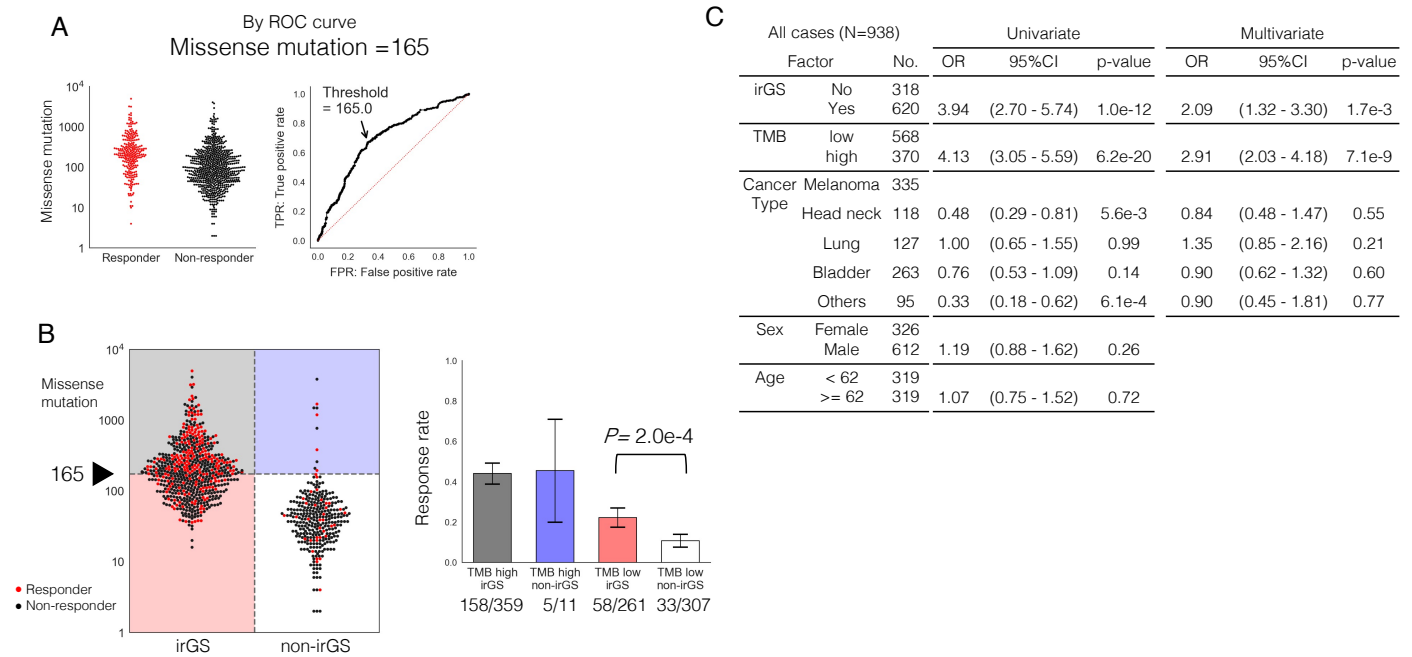 A
By ROC curve
Missense mutation =165
Missense mutation
10^4
1000
100
10
1
Responder
Non-responder
TPR: True positive rate
1.0
0.8
0.6
0.4
0.2
0.0
Threshold
= 165.0
0.0 0.2 0.4 0.6 0.8 1.0
FPR: False positive rate
B
Missense
mutation
165
10^4
1000
100
10
1
Responder
Non-responder
irGS
non-irGS
Response rate
1.0
0.8
0.6
0.4
0.2
0.0
P= 2.0e-4
TMB high
irGS
TMB high
non-irGS
TMB low
irGS
TMB low
non-irGS
158/359 5/11 58/261 33/307
C
All cases (N=938) Univariate Multivariate
Factor No. OR 95%CI p-value OR 95%CI p-value
irGS No 318
Yes 620 3.94 (2.70 - 5.74) 1.0e-12 2.09 (1.32 - 3.30) 1.7e-3
TMB low 568
high 370 4.13 (3.05 - 5.59) 6.2e-20 2.91 (2.03 - 4.18) 7.1e-9
Cancer Type Melanoma 335
Head neck 118 0.48 (0.29 - 0.81) 5.6e-3 0.84 (0.48 - 1.47) 0.55
Lung 127 1.00 (0.65 - 1.55) 0.99 1.35 (0.85 - 2.16) 0.21
Bladder 263 0.76 (0.53 - 1.09) 0.14 0.90 (0.62 - 1.32) 0.60
Others 95 0.33 (0.18 - 0.62) 6.1e-4 0.90 (0.45 - 1.81) 0.77
Sex Female 326
Male 612 1.19 (0.88 - 1.62) 0.26
Age < 62 319
>= 62 319 1.07 (0.75 - 1.52) 0.72